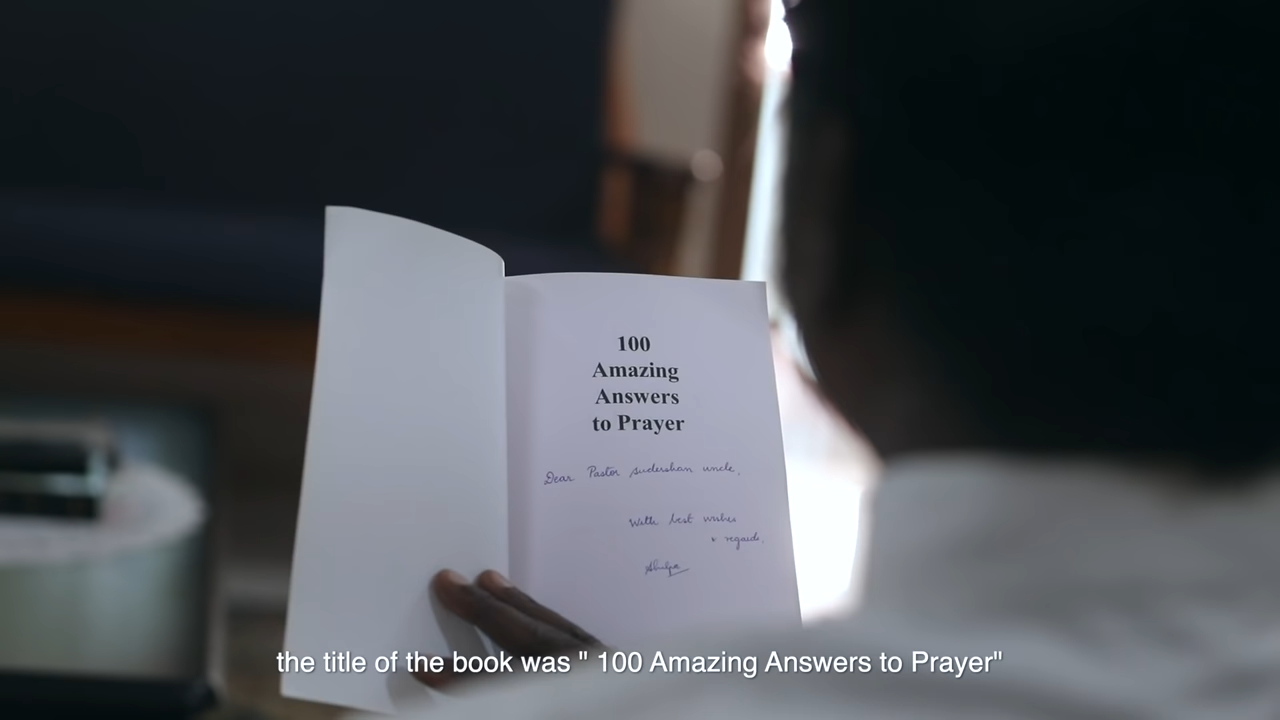 100
Amazing
Answers
to Prayer
Dear Pastor sudershan uncle,
With best wishes
& regards,
the title of the book was " 100 Amazing Answers to Prayer"